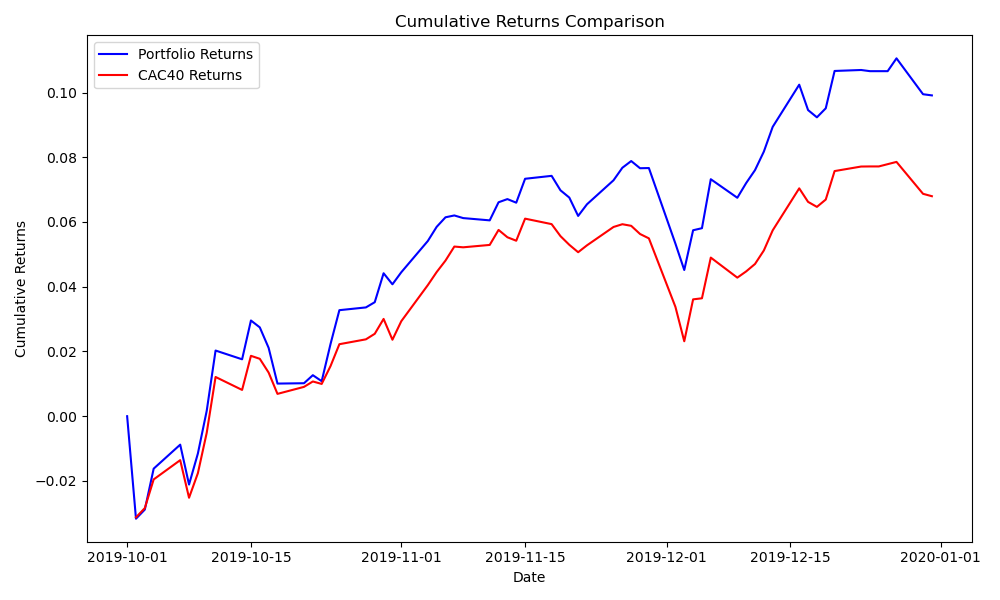 Cumulative Returns Comparison
Portfolio Returns
CAC40 Returns
Cumulative Returns
0.10
0.08
0.06
0.04
0.02
0.00
−0.02
2019-10-01
2019-10-15
2019-11-01
2019-11-15
2019-12-01
2019-12-15
2020-01-01
Date